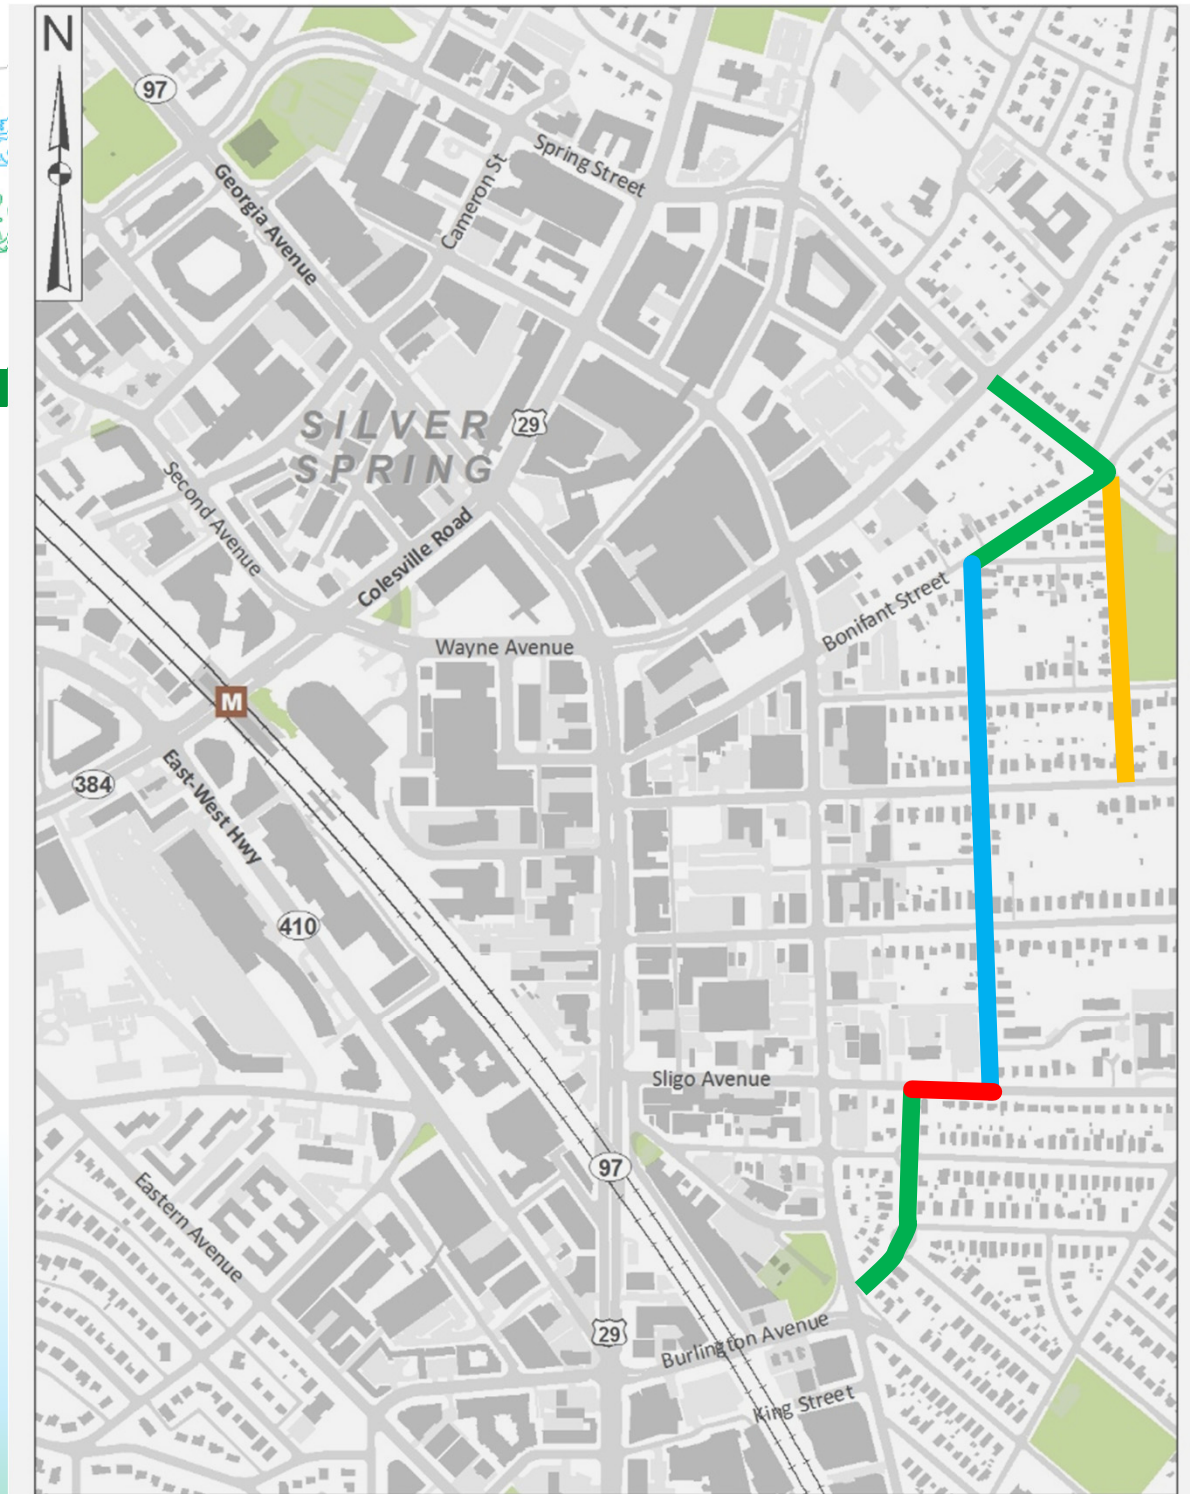 N
97
Spring Street
Cameron St
Georgia Avenue
SILVER
SPRING
29
Second Avenue
Colesville Road
Bonifant Street
Wayne Avenue
M
384
East-West Hwy
410
Sligo Avenue
97
Eastern Avenue
29
Burlington Avenue
King Street